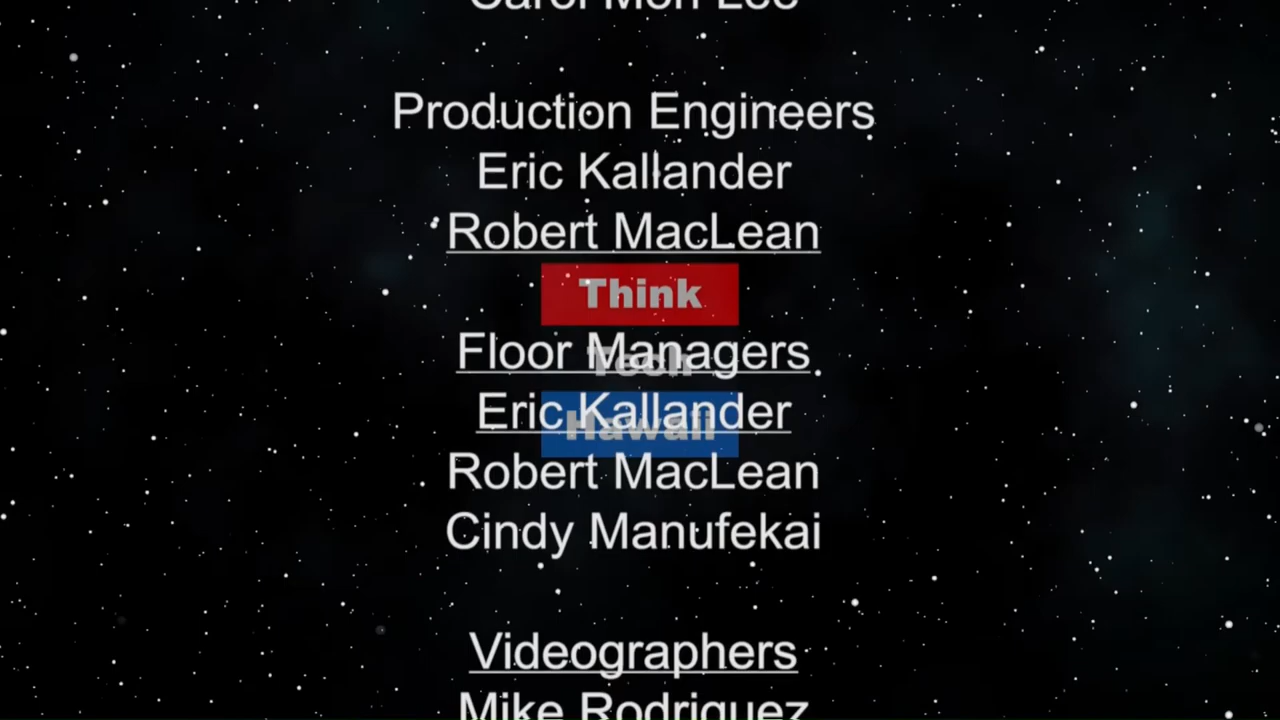 Carol Mon Lee
Production Engineers
Eric Kallander
Robert MacLean
Think
Floor Managers
Tech
Eric Kallander
Hawaii
Robert MacLean
Cindy Manufekai
Videographers
Mike Rodriguez